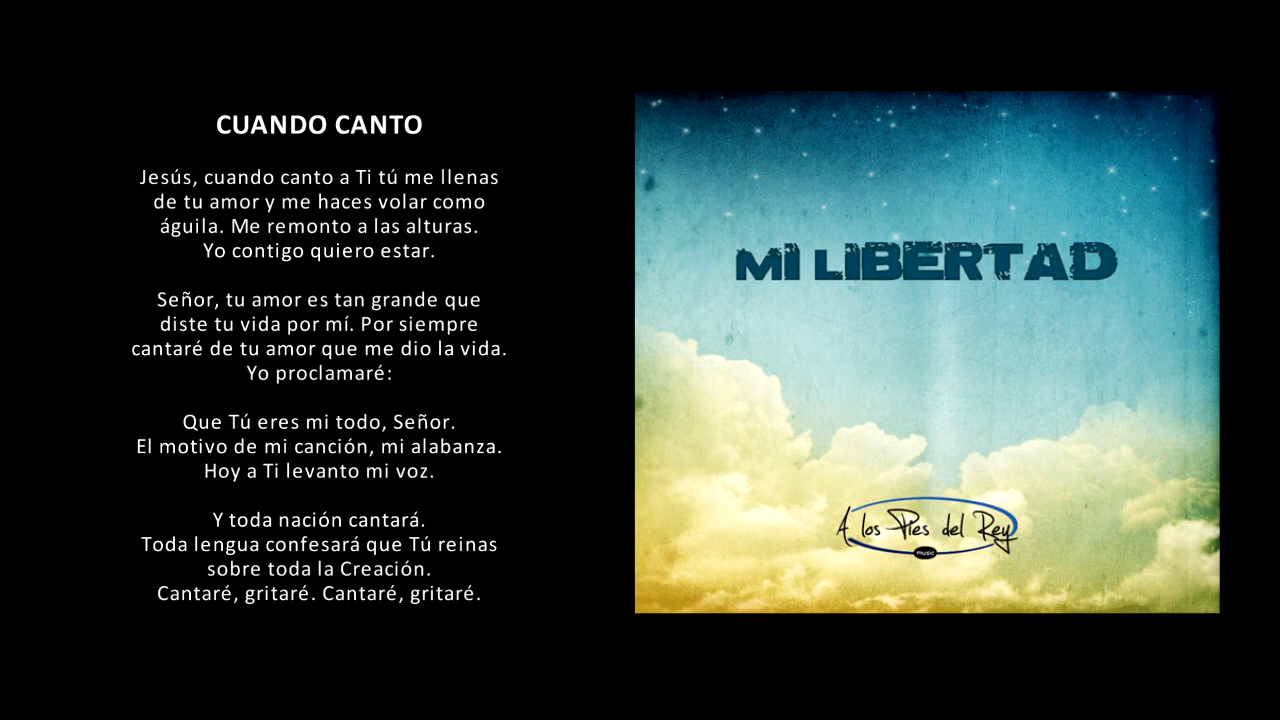 CUANDO CANTO
Jesús, cuando canto a Ti tú me llenas
de tu amor y me haces volar como
águila. Me remonto a las alturas.
Yo contigo quiero estar.
Señor, tu amor es tan grande que
diste tu vida por mí. Por siempre
cantaré de tu amor que me dio la vida.
Yo proclamaré:
Que Tú eres mi todo, Señor.
El motivo de mi canción, mi alabanza.
Hoy a Ti levanto mi voz.
Y toda nación cantará.
Toda lengua confesará que Tú reinas
sobre toda la Creación.
Cantaré, gritaré. Cantaré, gritaré.
MI LIBERTAD
A los Pies del Rey
music